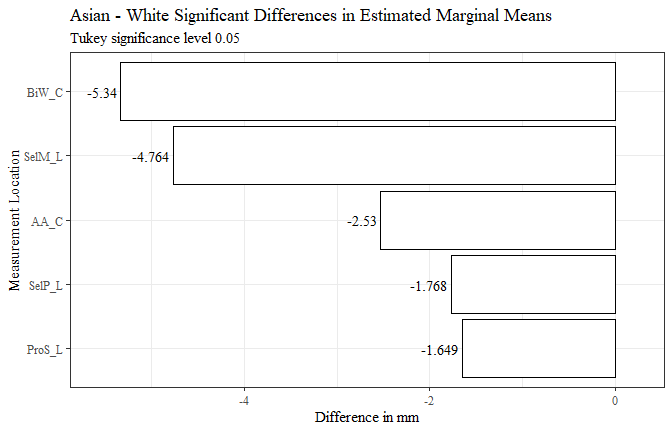 Asian - White Significant Differences in Estimated Marginal Means
Tukey significance level 0.05
Measurement Location
BiW_C
-5.34
SelM_L
-4.764
AA_C
-2.53
SelP_L
-1.768
ProS_L
-1.649
-4
-2
0
Difference in mm